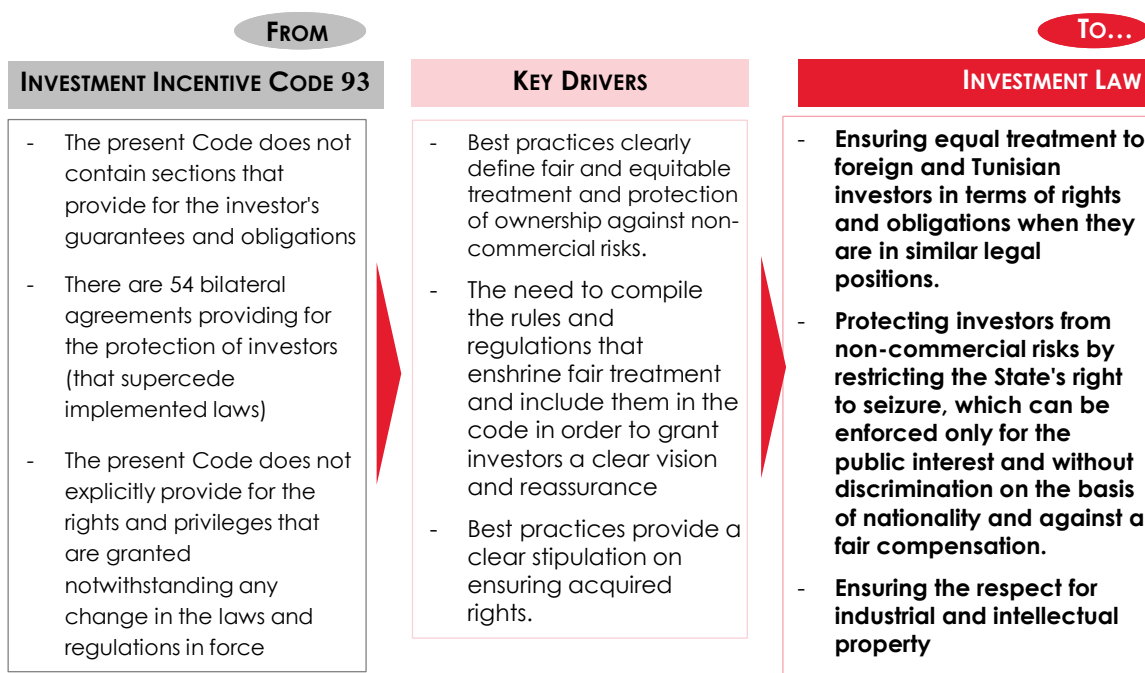 FROM
TO…
INVESTMENT INCENTIVE CODE 93
KEY DRIVERS
INVESTMENT LAW
- The present Code does not
contain sections that
provide for the investor's
guarantees and obligations
- There are 54 bilateral
agreements providing for
the protection of investors
(that supercede
implemented laws)
- The present Code does not
explicitly provide for the
rights and privileges that
are granted
notwithstanding any
change in the laws and
regulations in force
- Best practices clearly
define fair and equitable
treatment and protection
of ownership against non-
commercial risks.
- The need to compile
the rules and
regulations that
enshrine fair treatment
and include them in the
code in order to grant
investors a clear vision
and reassurance
- Best practices provide a
clear stipulation on
ensuring acquired
rights.
- Ensuring equal treatment to
foreign and Tunisian
investors in terms of rights
and obligations when they
are in similar legal
positions.
- Protecting investors from
non-commercial risks by
restricting the State's right
to seizure, which can be
enforced only for the
public interest and without
discrimination on the basis
of nationality and against a
fair compensation.
- Ensuring the respect for
industrial and intellectual
property